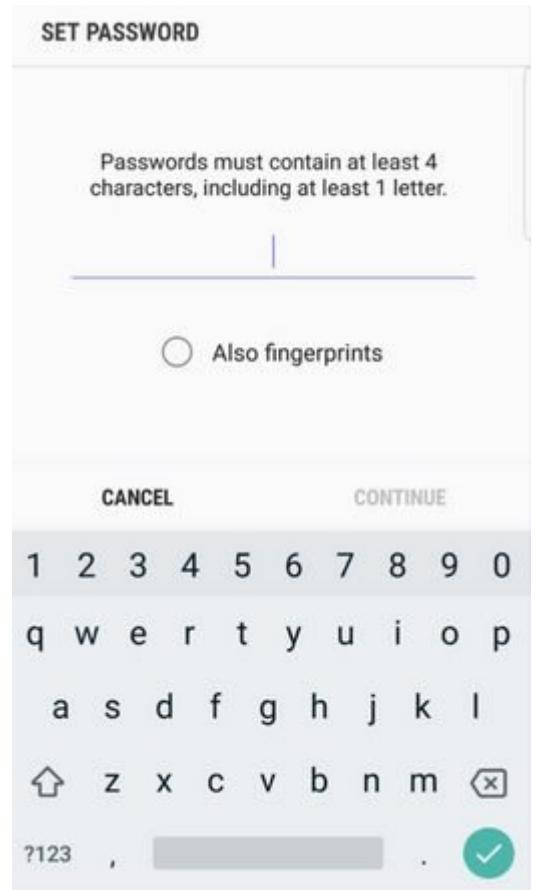 SET PASSWORD
Passwords must contain at least 4
characters, including at least 1 letter.
Also fingerprints
CANCEL CONTINUE
1 2 3 4 5 6 7 8 9 0
q w e r t y u i o p
a s d f g h j k l
z x c v b n m
?123 , .